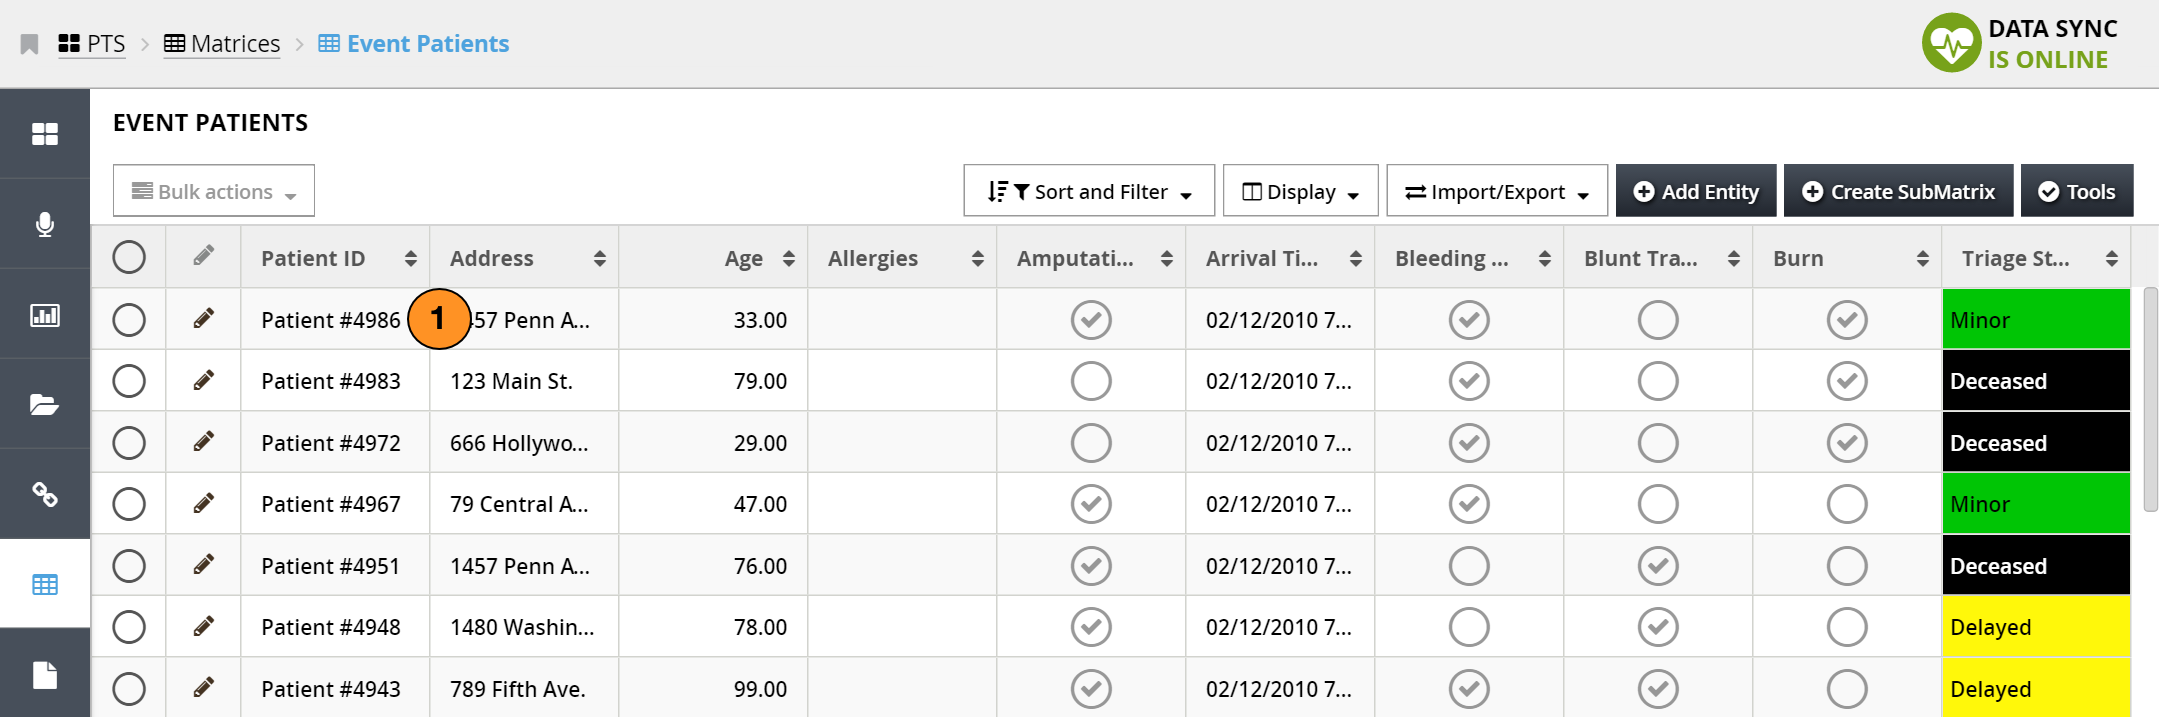 PTS > Matrices > Event Patients
DATA SYNC
IS ONLINE
EVENT PATIENTS
Bulk actions
Sort and Filter
Display
Import/Export
Add Entity
Create SubMatrix
Tools
Patient ID Address Age Allergies Amputati... Arrival Ti... Bleeding ... Blunt Tra... Burn Triage St...
Patient #4986 1 57 Penn A... 33.00 02/12/2010 7... Minor
Patient #4983 123 Main St. 79.00 02/12/2010 7... Deceased
Patient #4972 666 Hollywo... 29.00 02/12/2010 7... Deceased
Patient #4967 79 Central A... 47.00 02/12/2010 7... Minor
Patient #4951 1457 Penn A... 76.00 02/12/2010 7... Deceased
Patient #4948 1480 Washin... 78.00 02/12/2010 7... Delayed
Patient #4943 789 Fifth Ave. 99.00 02/12/2010 7... Delayed